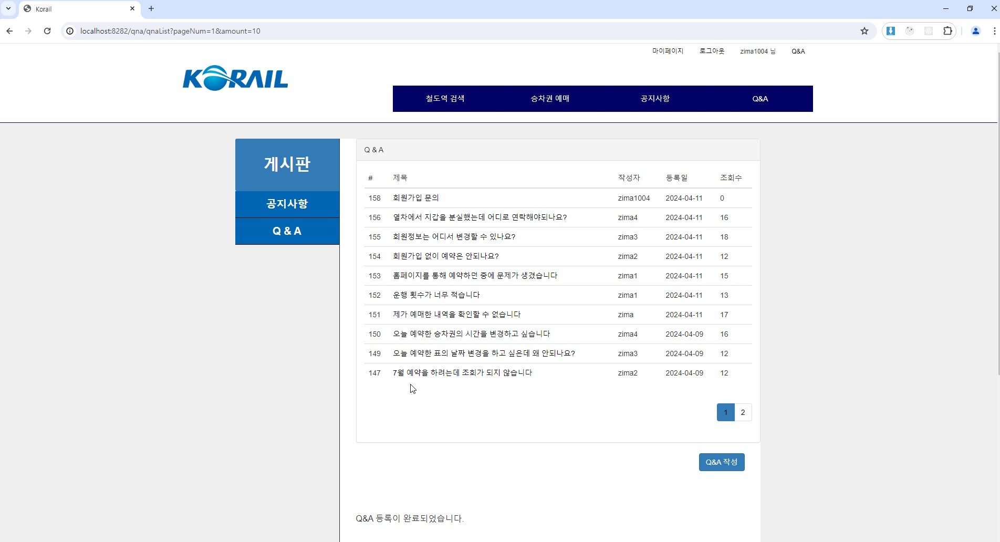 Korail
localhost:8282/qna/qnaList?pageNum=1&amount=10
마이페이지 로그아웃 zima1004 님 Q&A
KORAIL
철도역 검색 승차권 예매 공지사항 Q&A
게시판
공지사항
Q & A
Q & A
# 제목 작성자 등록일 조회수
158 회원가입 문의 zima1004 2024-04-11 0
156 열차에서 지갑을 분실했는데 어디로 연락해야되나요? zima4 2024-04-11 16
155 회원정보는 어디서 변경할 수 있나요? zima3 2024-04-11 18
154 회원가입 없이 예약은 안되나요? zima2 2024-04-11 12
153 홈페이지를 통해 예약하던 중에 문제가 생겼습니다 zima1 2024-04-11 15
152 운행 횟수가 너무 적습니다 zima1 2024-04-11 13
151 제가 예매한 내역을 확인할 수 없습니다 zima 2024-04-11 17
150 오늘 예약한 승차권의 시간을 변경하고 싶습니다 zima4 2024-04-09 16
149 오늘 예약한 표의 날짜 변경을 하고 싶은데 왜 안되나요? zima3 2024-04-09 12
147 7월 예약을 하려는데 조회가 되지 않습니다 zima2 2024-04-09 12
1 2
Q&A 작성
Q&A 등록이 완료되었습니다.